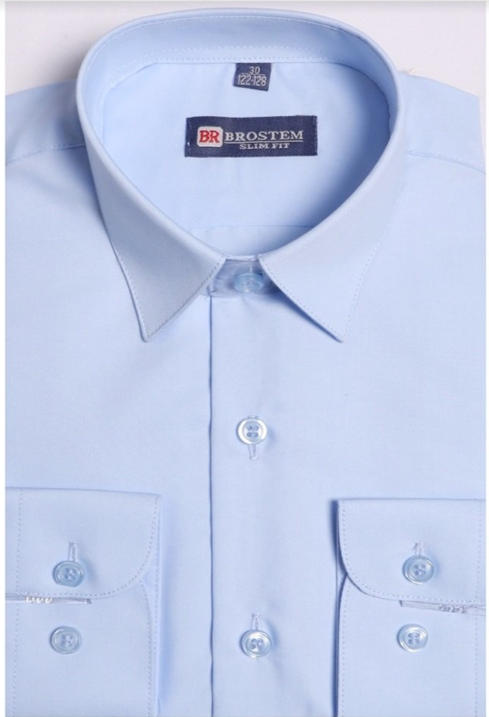 30
122-128
BR BROSTEM
SLIM FIT